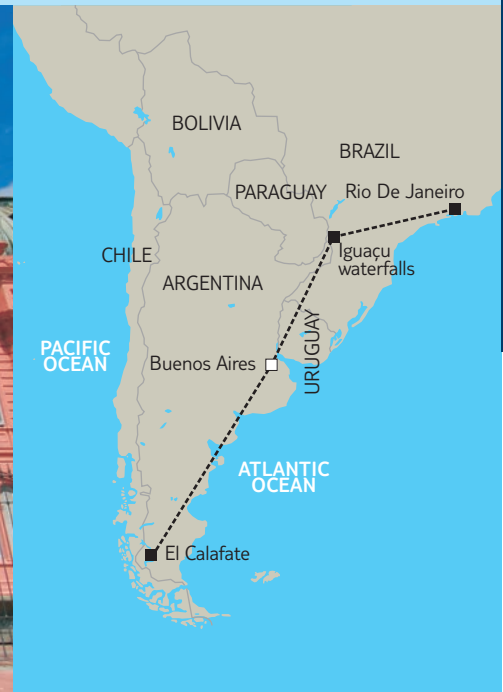 BOLIVIA
BRAZIL
PARAGUAY
Rio De Janeiro
Iguaçu
waterfalls
CHILE
ARGENTINA
URUGUAY
PACIFIC
OCEAN
Buenos Aires
ATLANTIC
OCEAN
El Calafate